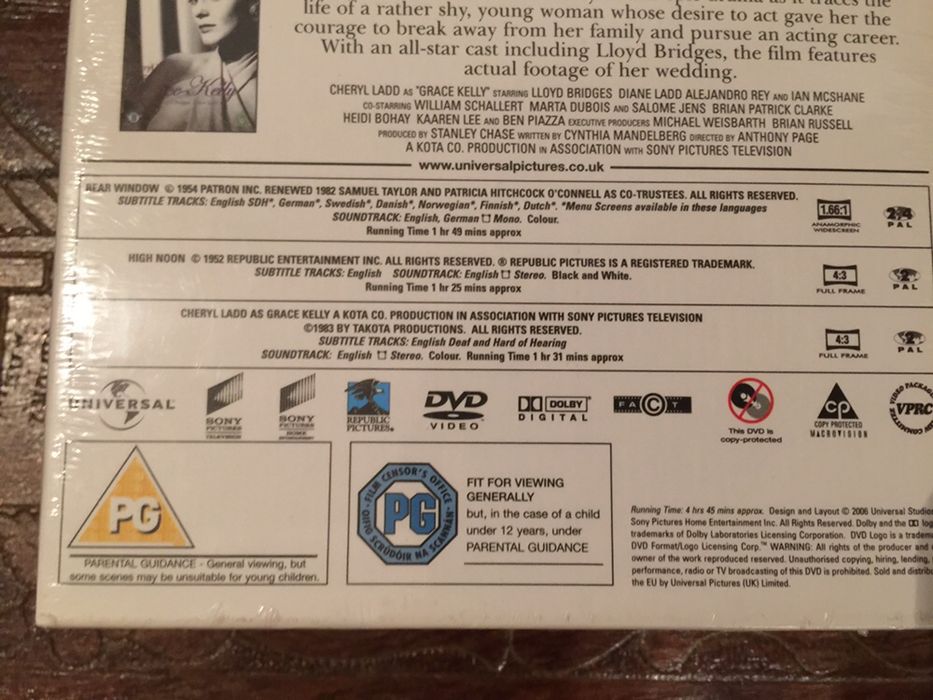 life of a rather shy, young woman whose desire to act gave her the
courage to break away from her family and pursue an acting career.
With an all-star cast including Lloyd Bridges, the film features
actual footage of her wedding.
CHERYL LADD AS "GRACE KELLY" STARRING LLOYD BRIDGES DIANE LADD ALEJANDRO REY AND IAN MCSHANE
CO-STARRING WILLIAM SCHALLERT MARTA DUBOIS AND SALOME JENS BRIAN PATRICK CLARKE
HEIDI BOHAY KAAREN LEE AND BEN PIAZZA EXECUTIVE PRODUCERS MICHAEL WEISBARTH BRIAN RUSSELL
PRODUCED BY STANLEY CHASE WRITTEN BY CYNTHIA MANDELBERG DIRECTED BY ANTHONY PAGE
A KOTA CO. PRODUCTION IN ASSOCIATION WITH SONY PICTURES TELEVISION
www.universalpictures.co.uk
REAR WINDOW © 1954 PATRON INC. RENEWED 1982 SAMUEL TAYLOR AND PATRICIA HITCHCOCK O'CONNELL AS CO-TRUSTEES. ALL RIGHTS RESERVED.
SUBTITLE TRACKS: English SDH*, German*, Swedish*, Danish*, Norwegian*, Finnish*, Dutch*. *Menu Screens available in these languages
SOUNDTRACK: English, German Mono. Colour.
Running Time 1 hr 49 mins approx
1.66:1
ANAMORPHIC
WIDESCREEN
2,4
PAL
HIGH NOON © 1952 REPUBLIC ENTERTAINMENT INC. ALL RIGHTS RESERVED. ® REPUBLIC PICTURES IS A REGISTERED TRADEMARK.
SUBTITLE TRACKS: English SOUNDTRACK: English Stereo. Black and White.
Running Time 1 hr 25 mins approx
4:3
FULL FRAME
2
PAL
CHERYL LADD AS GRACE KELLY A KOTA CO. PRODUCTION IN ASSOCIATION WITH SONY PICTURES TELEVISION
©1983 BY TAKOTA PRODUCTIONS. ALL RIGHTS RESERVED.
SUBTITLE TRACKS: English Deaf and Hard of Hearing
SOUNDTRACK: English Stereo. Colour. Running Time 1 hr 31 mins approx
4:3
FULL FRAME
2
PAL
UNIVERSAL
SONY
PICTURES
TELEVISION
SONY
PICTURES
HOME
REPUBLIC
PICTURES®
DVD
VIDEO
DOLBY
DIGITAL
FACT
This DVD is
copy-protected
CP
COPY PROTECTED
MACROVISION
VPRC
PG
PARENTAL GUIDANCE - General viewing, but
some scenes may be unsuitable for young children.
FILM CENSOR'S OFFICE
PG
OIFIG SCRÚDÓIR NA SCANNÁN
FIT FOR VIEWING
GENERALLY
but, in the case of a child
under 12 years, under
PARENTAL GUIDANCE
Running Time: 4 hrs 45 mins approx. Design and Layout © 2006 Universal Studios
Sony Pictures Home Entertainment Inc. All Rights Reserved. Dolby and the
trademarks of Dolby Laboratories Licensing Corporation. DVD Logo is a
DVD Format/Logo Licensing Corp.™ WARNING: All rights of the producer and
owner of the work reproduced reserved. Unauthorised copying, hiring, lending,
performance, radio or TV broadcasting of this DVD is prohibited. Sold and
the EU by Universal Pictures (UK) Limited.